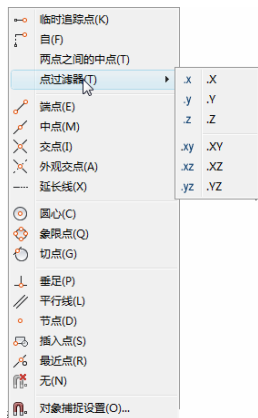 临时追踪点(K)
自(F)
两点之间的中点(T)
点过滤器(T)
.x .X
.y .Y
.z .Z
.xy .XY
.xz .XZ
.yz .YZ
端点(E)
中点(M)
交点(I)
外观交点(A)
延长线(X)
圆心(C)
象限点(Q)
切点(G)
垂足(P)
平行线(L)
节点(D)
插入点(S)
最近点(R)
无(N)
对象捕捉设置(O)...